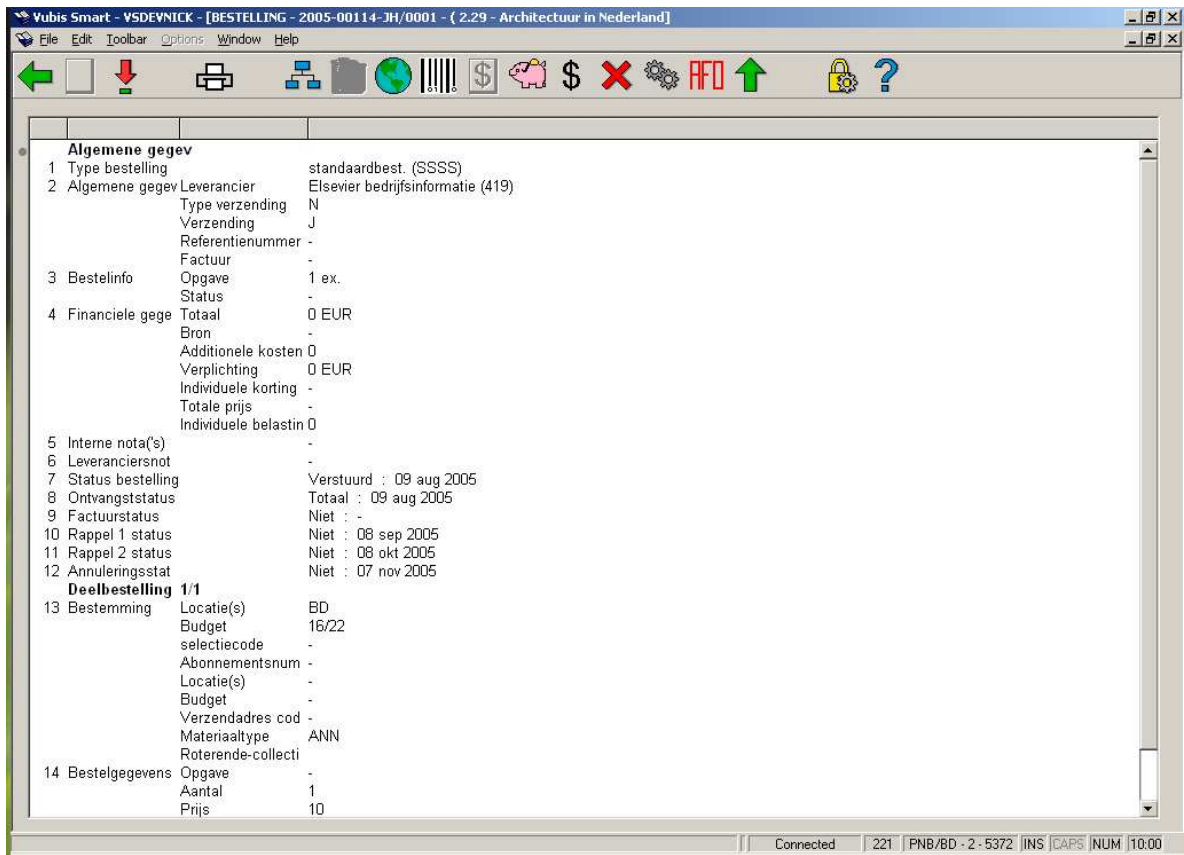 Vubis Smart - VSDEVNICK - [BESTELLING - 2005-00114-JH/0001 - ( 2.29 - Architectuur in Nederland]
File Edit Toolbar Options Window Help
$ $ AFO ?
Algemene gegev
1 Type bestelling standaardbest. (SSSS)
2 Algemene gegev Leverancier Elsevier bedrijfsinformatie (419)
Type verzending N
Verzending J
Referentienummer -
Factuur -
3 Bestelinfo Opgave 1 ex.
Status -
4 Financiele gege Totaal 0 EUR
Bron -
Additionele kosten 0
Verplichting 0 EUR
Individuele korting -
Totale prijs -
Individuele belastin 0
5 Interne nota('s) -
6 Leveranciersnot -
7 Status bestelling Verstuurd : 09 aug 2005
8 Ontvangststatus Totaal : 09 aug 2005
9 Factuurstatus Niet : -
10 Rappel 1 status Niet : 08 sep 2005
11 Rappel 2 status Niet : 08 okt 2005
12 Annuleringsstat Niet : 07 nov 2005
Deelbestelling 1/1
13 Bestemming Locatie(s) BD
Budget 16/22
selectiecode -
Abonnementsnum -
Locatie(s) -
Budget -
Verzendadres cod -
Materiaaltype ANN
Roterende-collecti
14 Bestelgegevens Opgave -
Aantal 1
Prijs 10
Connected 221 PNB/BD - 2 - 5372 INS CAPS NUM 10:00